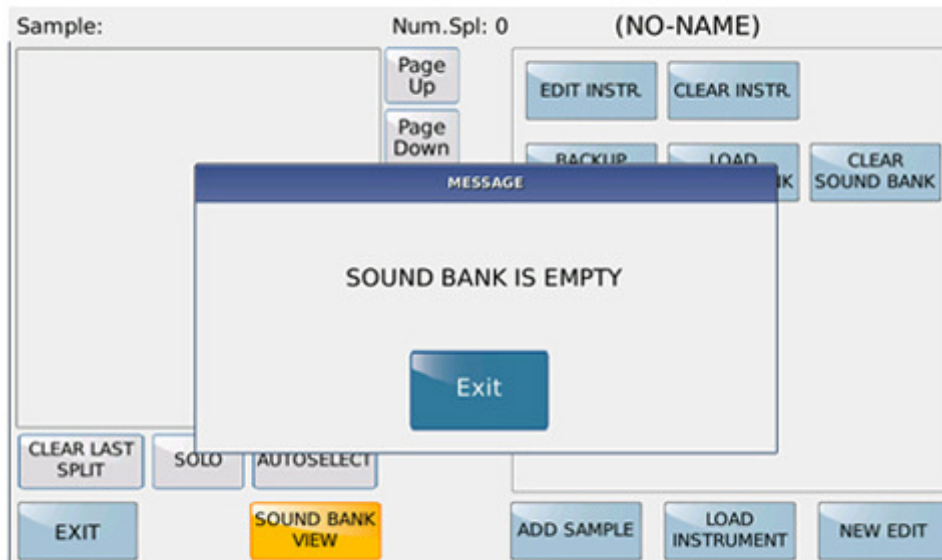 Sample:
Num.Spl: 0
(NO-NAME)
Page
Up
EDIT INSTR.
CLEAR INSTR.
Page
Down
BACKUP
LOAD
CLEAR
SOUND BANK
MESSAGE
SOUND BANK IS EMPTY
Exit
CLEAR LAST
SPLIT
SOLO
AUTOSELECT
EXIT
SOUND BANK
VIEW
ADD SAMPLE
LOAD
INSTRUMENT
NEW EDIT